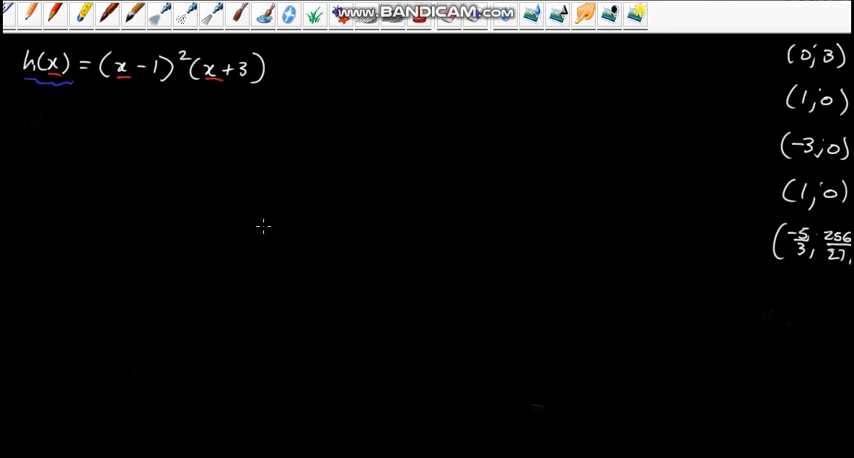 www.BANDICAM.com
h(x) = (x - 1)²(x + 3)
(0; 3)
(1; 0)
(-3; 0)
(1; 0)
(-5/3; 256/27